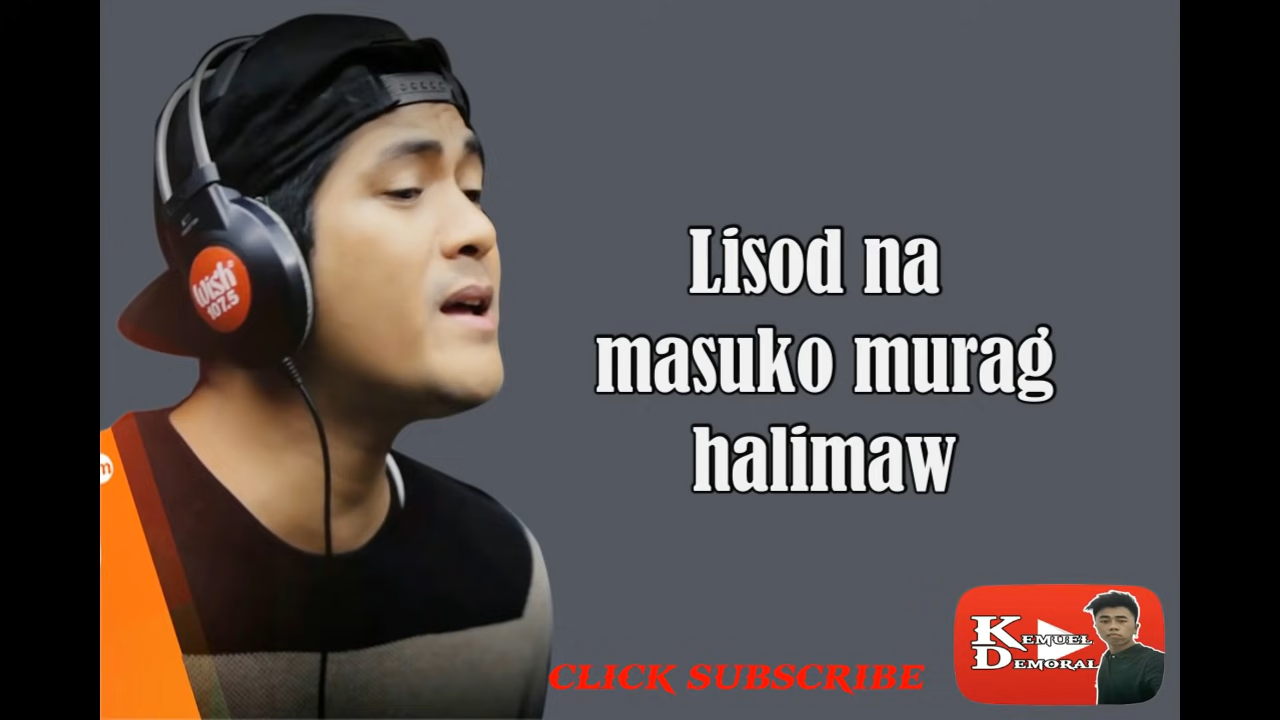 Lisod na
masuko murag
halimaw
wish
107.5
m
KEMUEL
DEMORAL
CLICK SUBSCRIBE